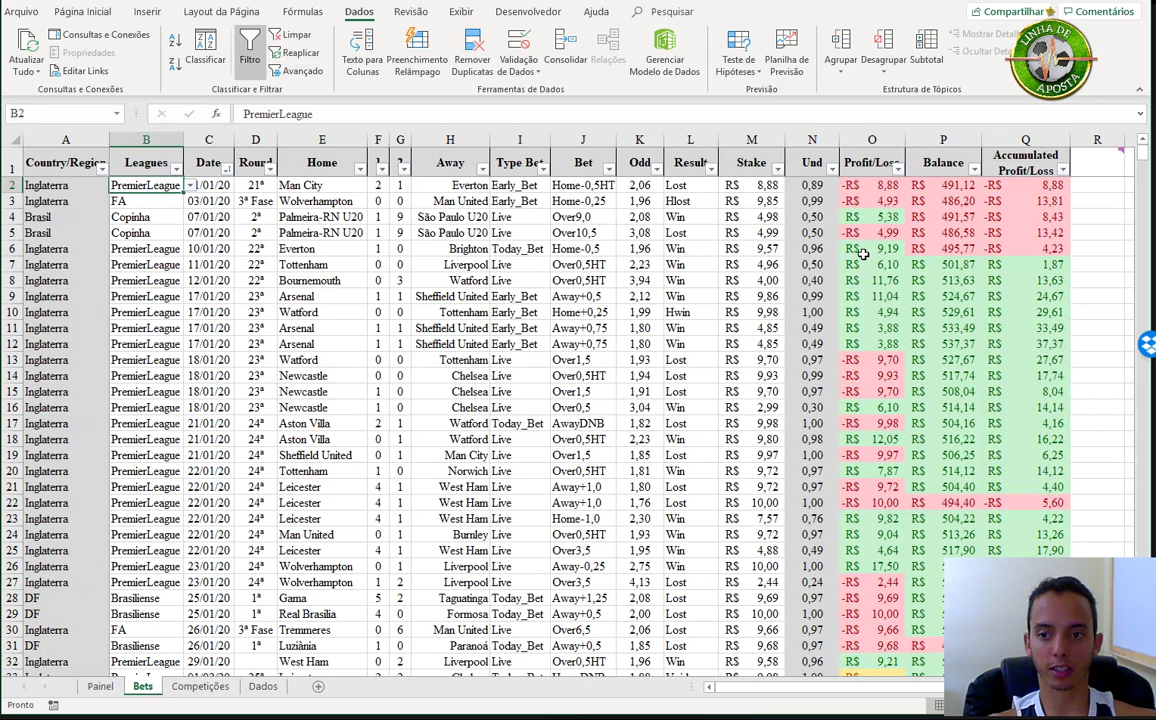 Arquivo Página Inicial Inserir Layout da Página Fórmulas Dados Revisão Exibir Desenvolvedor Ajuda Pesquisar Compartilhar Comentários
Atualizar Tudo
Consultas e Conexões
Propriedades
Editar Links
Consultas e Conexões
Classificar
Filtro
Limpar
Reaplicar
Avançado
Classificar e Filtrar
Texto para Colunas
Preenchimento Relâmpago
Remover Duplicatas
Validação de Dados
Consolidar
Relações
Gerenciar Modelo de Dados
Ferramentas de Dados
Teste de Hipóteses
Planilha de Previsão
Previsão
Agrupar
Desagrupar
Subtotal
Mostrar
Ocultar
Estrutura de Tópicos
LINHA DE APOSTA
B2 fx PremierLeague
A B C D E F G H I J K L M N O P Q R
1 Country/Region Leagues Date Round Home 1 2 Away Type Bet Bet Odd Result Stake Und Profit/Loss Balance Accumulated Profit/Loss
2 Inglaterra PremierLeague 1/01/20 21ª Man City 2 1 Everton Early_Bet Home-0,5HT 2,06 Lost R$ 8,88 0,89 -R$ 8,88 R$ 491,12 -R$ 8,88
3 Inglaterra FA 03/01/20 3ª Fase Wolverhampton 0 0 Man United Early_Bet Home-0,25 1,96 Hlost R$ 9,85 0,99 -R$ 4,93 R$ 486,20 -R$ 13,81
4 Brasil Copinha 07/01/20 2ª Palmeira-RN U20 1 9 São Paulo U20 Live Over9,0 2,08 Win R$ 4,98 0,50 R$ 5,38 R$ 491,57 -R$ 8,43
5 Brasil Copinha 07/01/20 2ª Palmeira-RN U20 1 9 São Paulo U20 Live Over10,5 3,08 Lost R$ 4,99 0,50 -R$ 4,99 R$ 486,58 -R$ 13,42
6 Inglaterra PremierLeague 10/01/20 22ª Everton 1 0 Brighton Today_Bet Home-0,5 1,96 Win R$ 9,57 0,96 R$ 9,19 R$ 495,77 -R$ 4,23
7 Inglaterra PremierLeague 11/01/20 22ª Tottenham 0 0 Liverpool Live Over0,5HT 2,23 Win R$ 4,96 0,50 R$ 6,10 R$ 501,87 R$ 1,87
8 Inglaterra PremierLeague 12/01/20 22ª Bournemouth 0 3 Watford Live Over0,5HT 3,94 Win R$ 4,00 0,40 R$ 11,76 R$ 513,63 R$ 13,63
9 Inglaterra PremierLeague 17/01/20 23ª Arsenal 1 1 Sheffield United Early_Bet Away+0,5 2,12 Win R$ 9,86 0,99 R$ 11,04 R$ 524,67 R$ 24,67
10 Inglaterra PremierLeague 17/01/20 23ª Watford 0 0 Tottenham Early_Bet Home+0,25 1,99 Hwin R$ 9,98 1,00 R$ 4,94 R$ 529,61 R$ 29,61
11 Inglaterra PremierLeague 17/01/20 23ª Arsenal 1 1 Sheffield United Early_Bet Away+0,75 1,80 Win R$ 4,85 0,49 R$ 3,88 R$ 533,49 R$ 33,49
12 Inglaterra PremierLeague 17/01/20 23ª Arsenal 1 1 Sheffield United Early_Bet Away+0,75 1,80 Win R$ 4,85 0,49 R$ 3,88 R$ 537,37 R$ 37,37
13 Inglaterra PremierLeague 18/01/20 23ª Watford 0 0 Tottenham Live Over1,5 1,93 Lost R$ 9,70 0,97 -R$ 9,70 R$ 527,67 R$ 27,67
14 Inglaterra PremierLeague 18/01/20 23ª Newcastle 1 0 Chelsea Live Over0,5HT 1,94 Lost R$ 9,93 0,99 -R$ 9,93 R$ 517,74 R$ 17,74
15 Inglaterra PremierLeague 18/01/20 23ª Newcastle 1 0 Chelsea Live Over1,5 1,91 Lost R$ 9,70 0,97 -R$ 9,70 R$ 508,04 R$ 8,04
16 Inglaterra PremierLeague 18/01/20 23ª Newcastle 1 0 Chelsea Live Over0,5 3,04 Win R$ 2,99 0,30 R$ 6,10 R$ 514,14 R$ 14,14
17 Inglaterra PremierLeague 21/01/20 24ª Aston Villa 2 1 Watford Today_Bet AwayDNB 1,82 Lost R$ 9,98 1,00 -R$ 9,98 R$ 504,16 R$ 4,16
18 Inglaterra PremierLeague 21/01/20 24ª Aston Villa 2 1 Watford Live Over0,5HT 2,23 Win R$ 9,80 0,98 R$ 12,05 R$ 516,22 R$ 16,22
19 Inglaterra PremierLeague 21/01/20 24ª Sheffield United 0 1 Man City Live Over1,5 1,85 Lost R$ 9,97 1,00 -R$ 9,97 R$ 506,25 R$ 6,25
20 Inglaterra PremierLeague 22/01/20 24ª Tottenham 2 1 Norwich Live Over0,5HT 1,81 Win R$ 9,72 0,97 R$ 7,87 R$ 514,12 R$ 14,12
21 Inglaterra PremierLeague 22/01/20 24ª Leicester 4 1 West Ham Live Away+1,0 1,80 Lost R$ 9,72 0,97 -R$ 9,72 R$ 504,40 R$ 4,40
22 Inglaterra PremierLeague 22/01/20 24ª Leicester 4 1 West Ham Live Away+1,0 1,76 Lost R$ 10,00 1,00 -R$ 10,00 R$ 494,40 -R$ 5,60
23 Inglaterra PremierLeague 22/01/20 24ª Leicester 4 1 West Ham Live Home-1,0 2,30 Win R$ 7,57 0,76 R$ 9,82 R$ 504,22 R$ 4,22
24 Inglaterra PremierLeague 22/01/20 24ª Man United 0 2 Burnley Live Over0,5HT 1,93 Win R$ 9,72 0,97 R$ 9,04 R$ 513,26 R$ 13,26
25 Inglaterra PremierLeague 22/01/20 24ª Leicester 4 1 West Ham Live Over3,5 1,95 Win R$ 4,88 0,49 R$ 4,64 R$ 517,90 R$ 17,90
26 Inglaterra PremierLeague 22/01/20 24ª Wolverhampton 1 2 Liverpool Live Away-0,25 2,75 Win R$ 10,00 1,00 R$ 17,50
27 Inglaterra PremierLeague 22/01/20 24ª Wolverhampton 1 2 Liverpool Live Over3,5 4,13 Lost R$ 2,44 0,24 -R$ 2,44
28 DF Brasiliense 25/01/20 1ª Gama 5 2 Taguatinga Today_Bet Away+1,25 2,08 Lost R$ 9,69 0,97 -R$ 9,69
29 DF Brasiliense 25/01/20 1ª Real Brasilia 4 0 Formosa Today_Bet Away+0,5 2,00 Lost R$ 10,00 1,00 -R$ 10,00
30 Inglaterra FA 26/01/20 3ª Fase Tremmeres 0 6 Man United Live Over6,5 2,06 Lost R$ 9,66 0,97 -R$ 9,66
31 DF Brasiliense 26/01/20 1ª Luziânia 1 0 Paranoá Today_Bet Away+0,5 1,96 Lost R$ 9,68 0,97 -R$ 9,68
32 Inglaterra PremierLeague 29/01/20 West Ham 0 2 Liverpool Live Over0,5HT 1,96 Win R$ 9,58 0,96 R$ 9,21
Painel Bets Competições Dados
Pronto